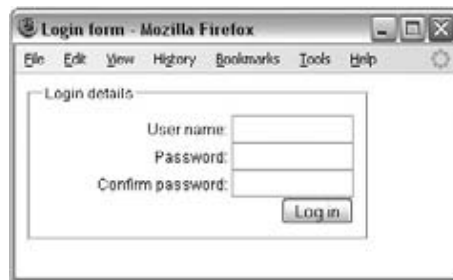 Login form - Mozilla Firefox
File Edit View History Bookmarks Tools Help
Login details
User name:
Password:
Confirm password:
Log in